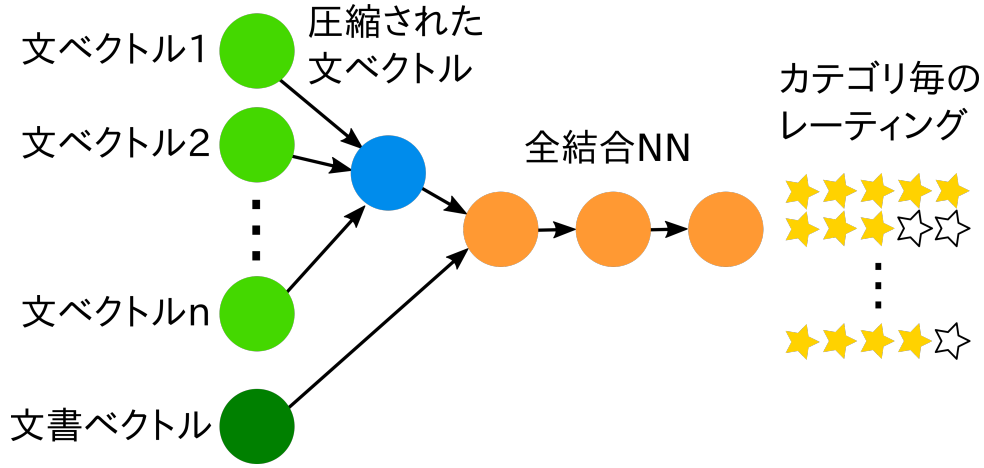 文ベクトル1
圧縮された
文ベクトル
文ベクトル2
文ベクトルn
文書ベクトル
全結合NN
カテゴリ毎の
レーティング